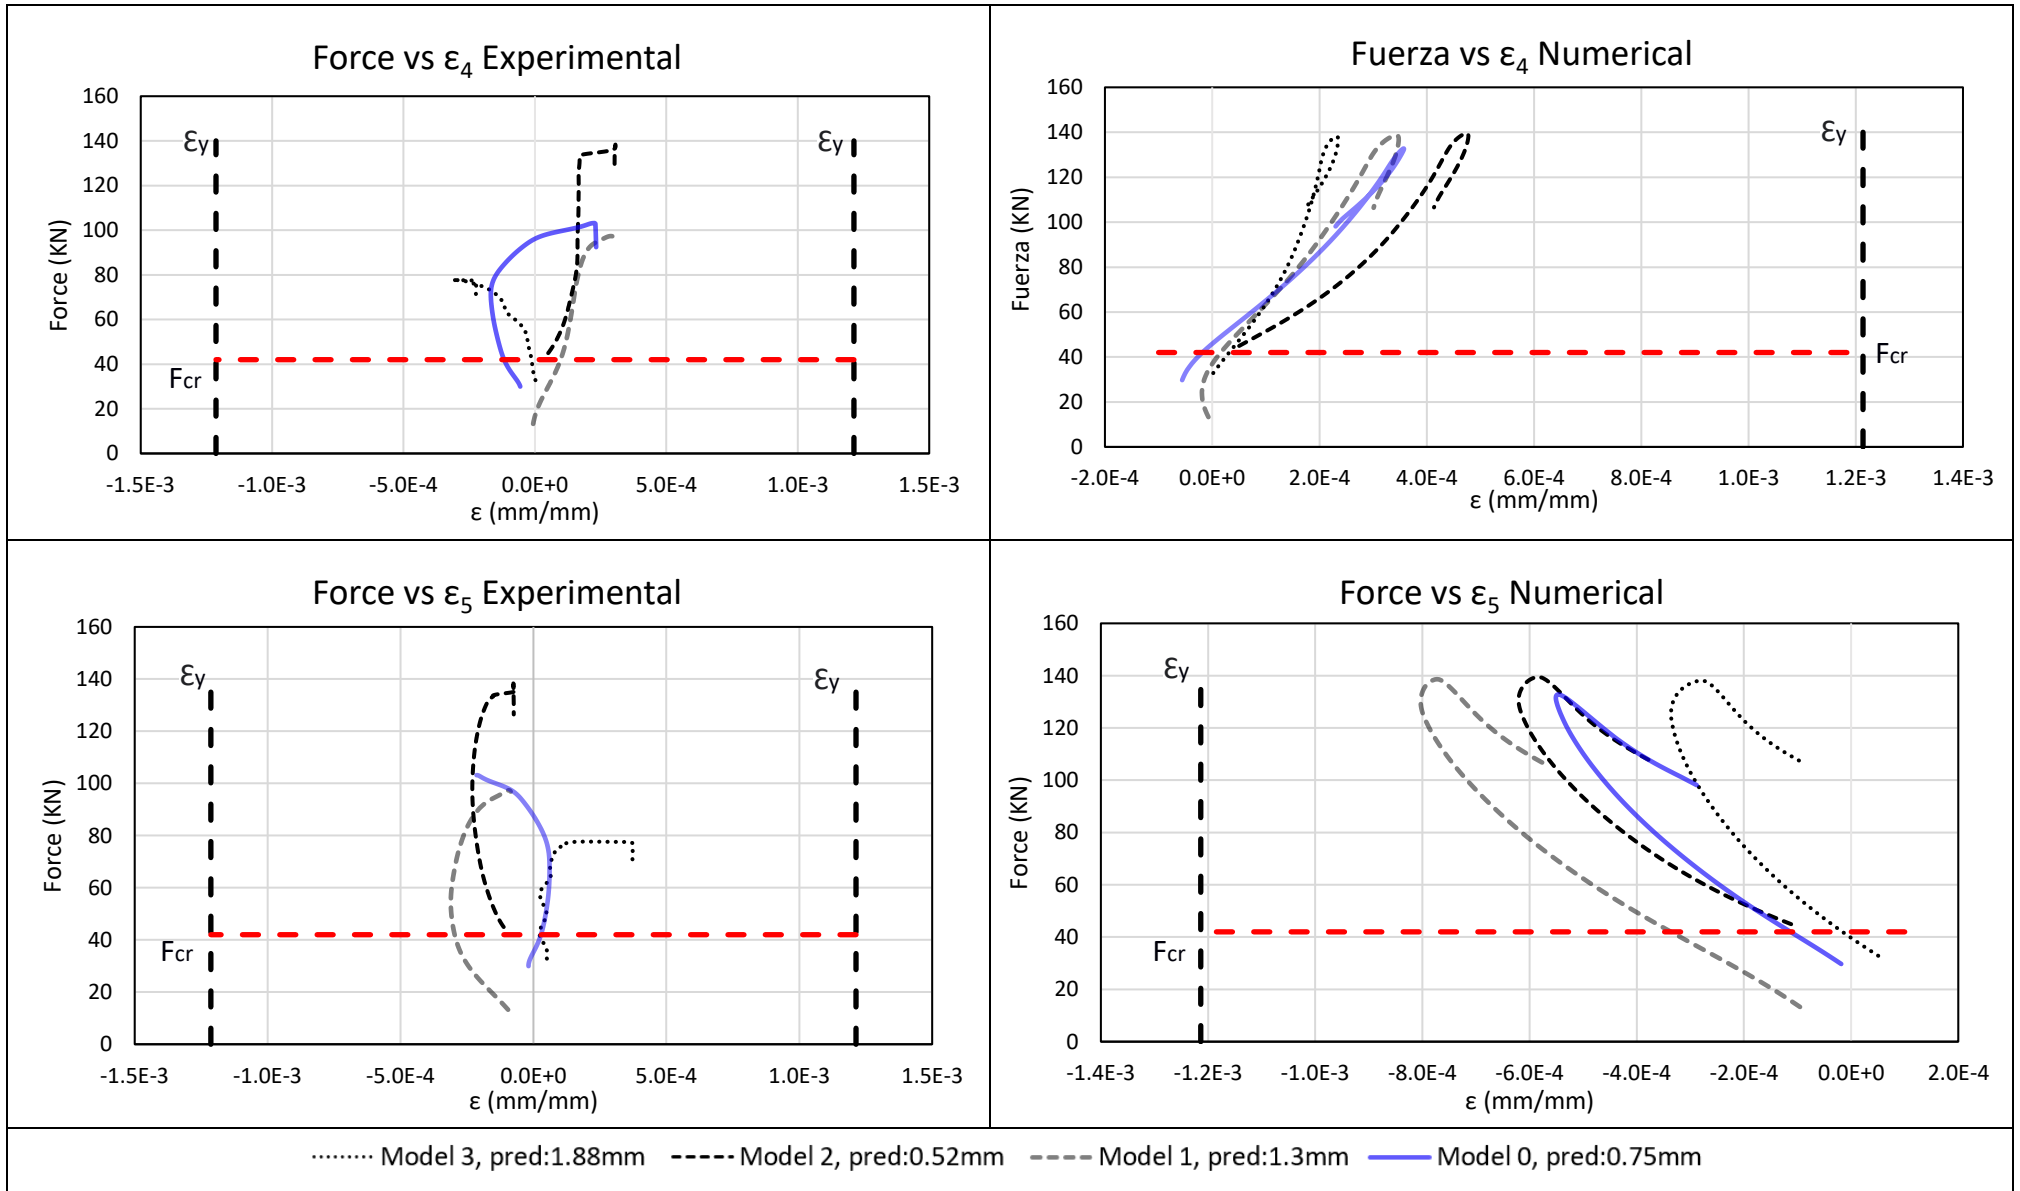 Force vs ε4 Experimental
160
140
120
100
80
60
40
20
0
Force (KN)
Ɛy
Ɛy
Fcr
-1.5E-3 -1.0E-3 -5.0E-4 0.0E+0 5.0E-4 1.0E-3 1.5E-3
ε (mm/mm)
Fuerza vs ε4 Numerical
160
140
120
100
80
60
40
20
0
Fuerza (KN)
Ɛy
Fcr
-2.0E-4 0.0E+0 2.0E-4 4.0E-4 6.0E-4 8.0E-4 1.0E-3 1.2E-3 1.4E-3
ε (mm/mm)
Force vs ε5 Experimental
160
140
120
100
80
60
40
20
0
Force (KN)
Ɛy
Ɛy
Fcr
-1.5E-3 -1.0E-3 -5.0E-4 0.0E+0 5.0E-4 1.0E-3 1.5E-3
ε (mm/mm)
Force vs ε5 Numerical
160
140
120
100
80
60
40
20
0
Force (KN)
Ɛy
Fcr
-1.4E-3 -1.2E-3 -1.0E-3 -8.0E-4 -6.0E-4 -4.0E-4 -2.0E-4 0.0E+0 2.0E-4
ε (mm/mm)
Model 3, pred:1.88mm Model 2, pred:0.52mm Model 1, pred:1.3mm Model 0, pred:0.75mm